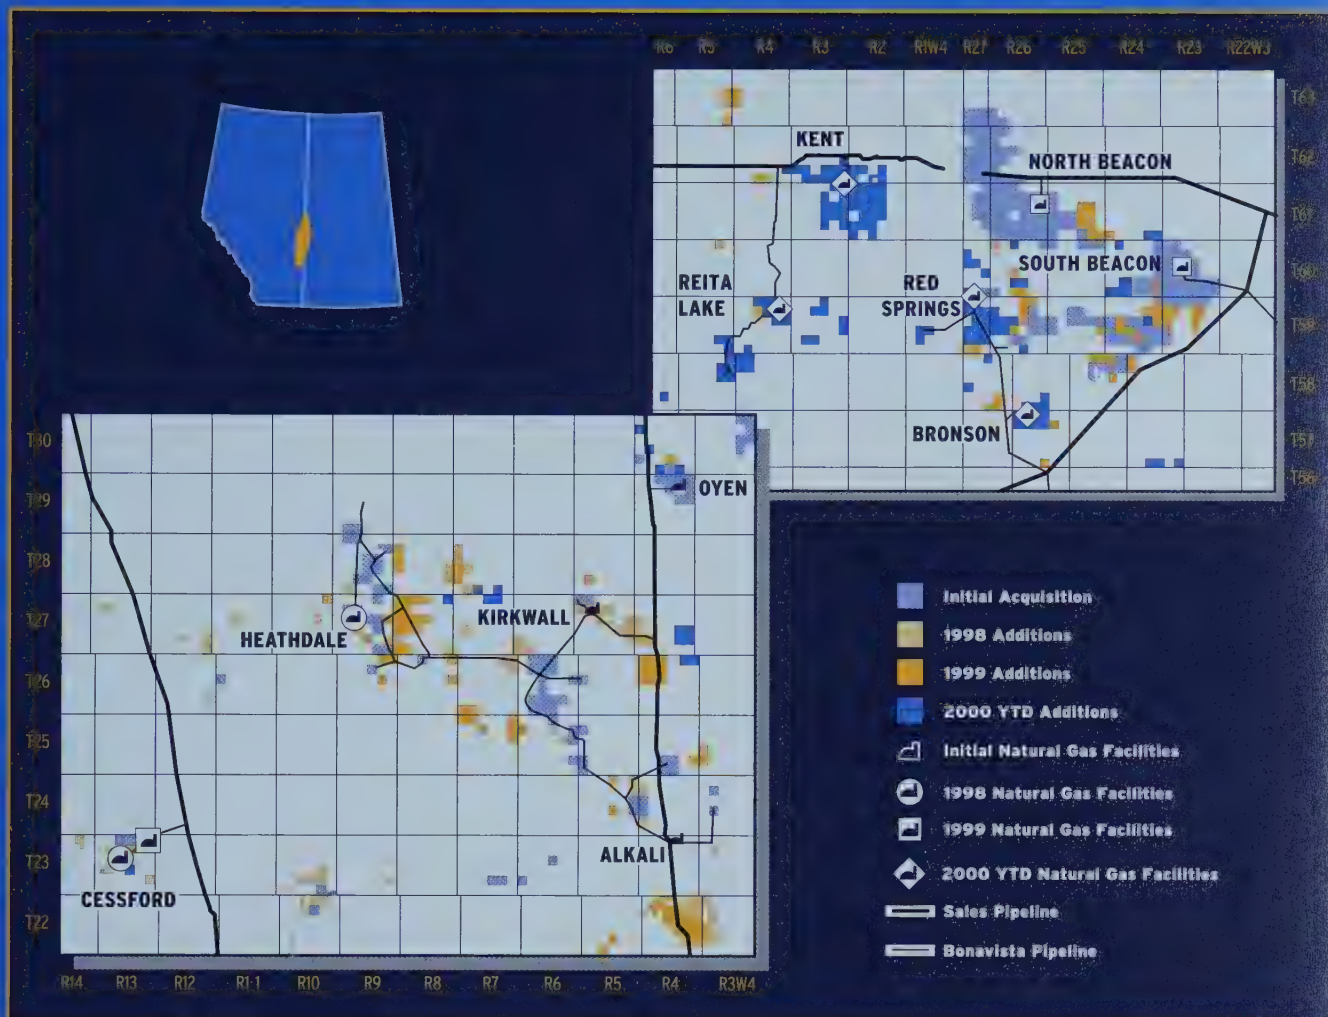 R6 R5 R4 R3 R2 R1W4 R27 R26 R25 R24 R23 R22W3
T63
T62
T61
T60
T59
T58
T57
T56
KENT
NORTH BEACON
SOUTH BEACON
REITA
LAKE
RED
SPRINGS
BRONSON
T30
T29
T28
T27
T26
T25
T24
T23
T22
OYEN
KIRKWALL
HEATHDALE
ALKALI
CESSFORD
R14 R13 R12 R11 R10 R9 R8 R7 R6 R5 R4 R3W4
Initial Acquisition
1998 Additions
1999 Additions
2000 YTD Additions
Initial Natural Gas Facilities
1998 Natural Gas Facilities
1999 Natural Gas Facilities
2000 YTD Natural Gas Facilities
Sales Pipeline
Bonavista Pipeline